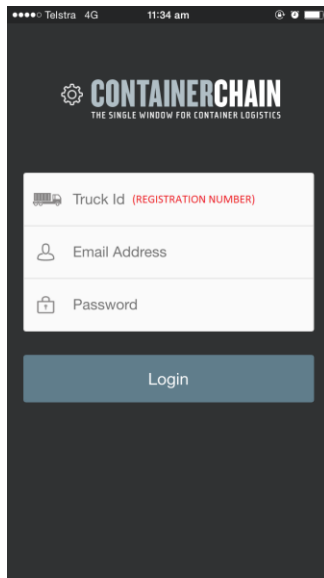 Telstra 4G 11:34 am
CONTAINERCHAIN
THE SINGLE WINDOW FOR CONTAINER LOGISTICS
Truck Id (REGISTRATION NUMBER)
Email Address
Password
Login